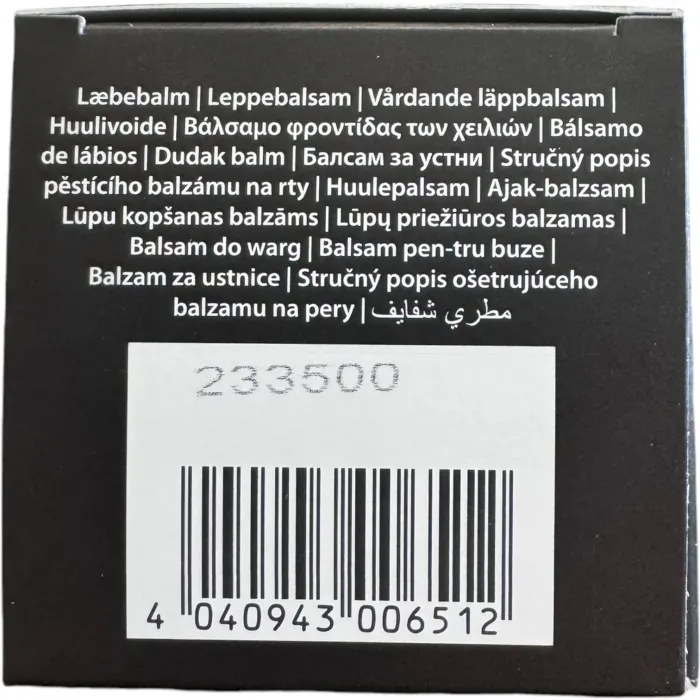 Læbebalm | Leppebalsam | Vårdande läppbalsam |
Huulivoide | Βάλσαμο φροντίδας των χειλιών | Bálsamo
de lábios | Dudak balm | Балсам за устни | Stručný popis
pěstícího balzámu na rty | Huulepalsam | Ajak-balzsam |
Lūpu kopšanas balzāms | Lūpų priežiūros balzamas |
Balsam do warg | Balsam pen-tru buze |
Balzam za ustnice | Stručný popis ošetrujúceho
balzamu na pery | مطري شفايف
233500
4 040943 006512